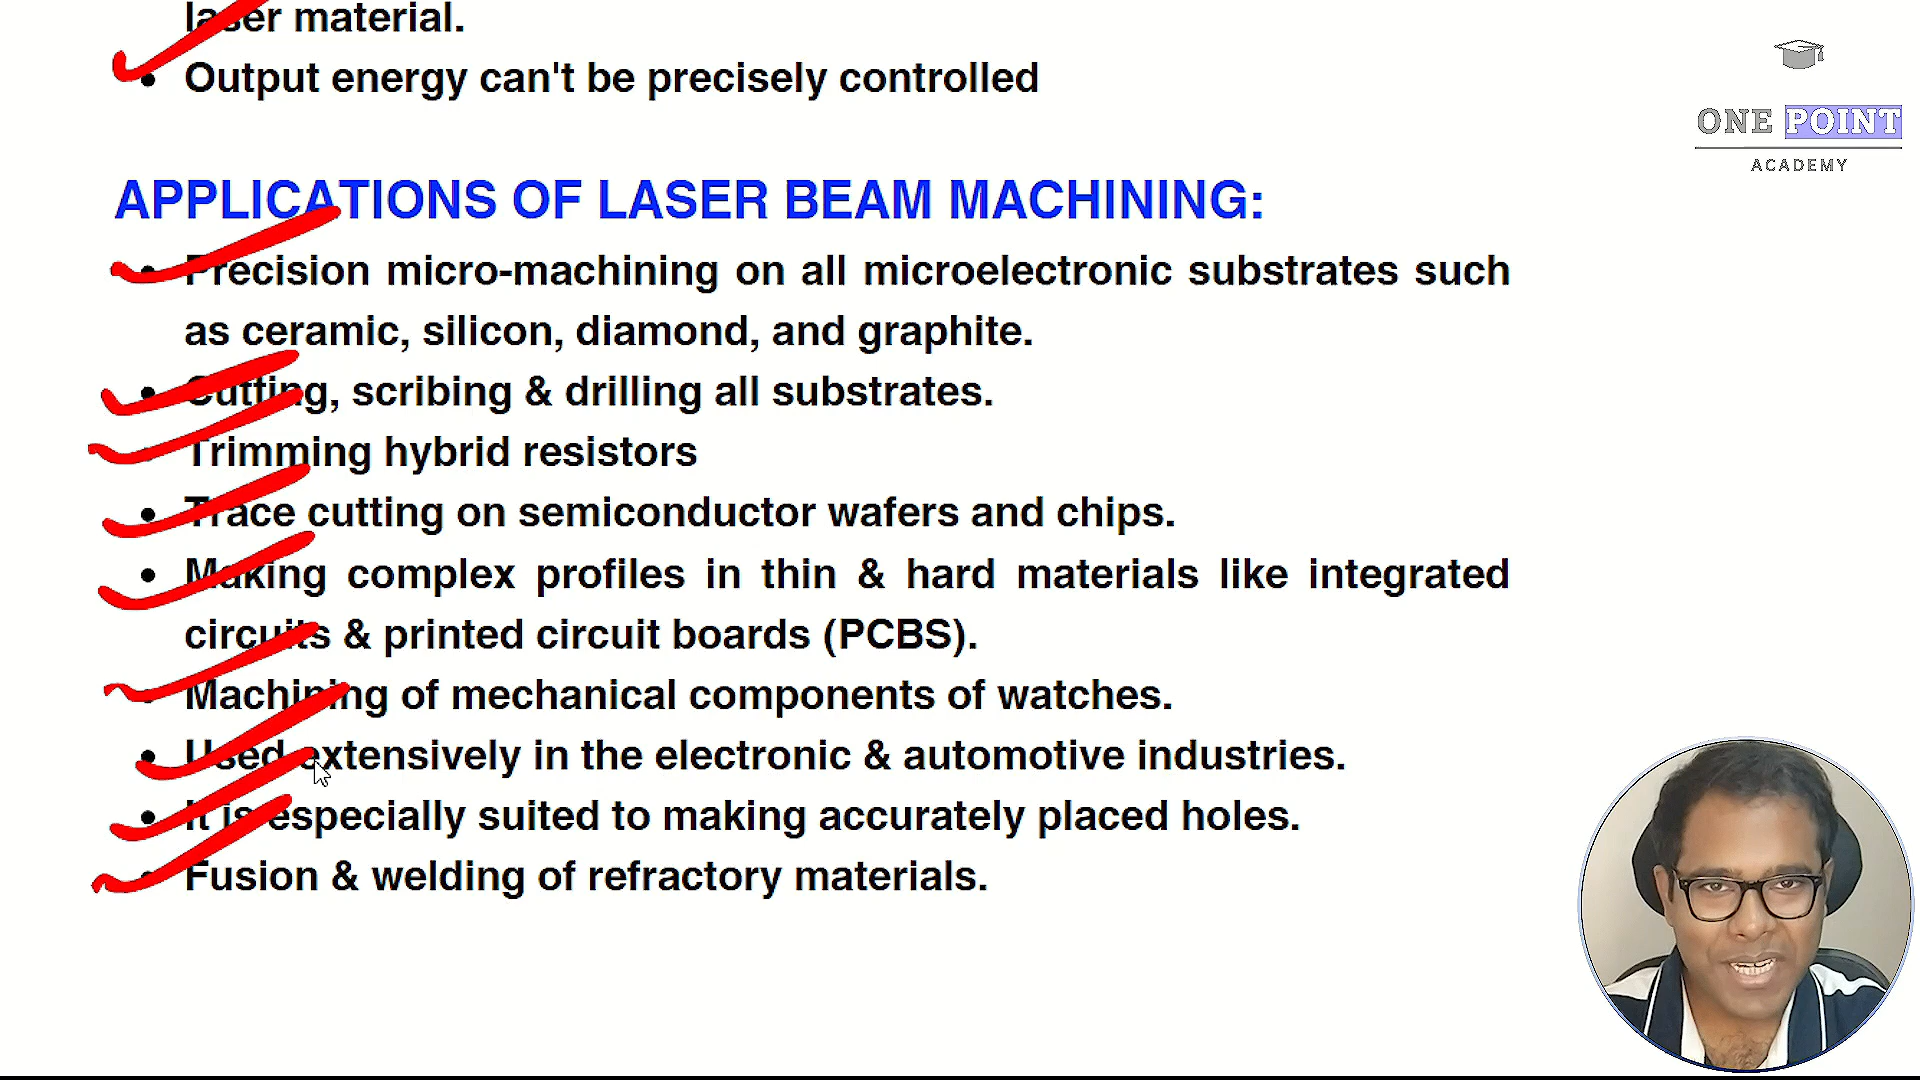 laser material.
• Output energy can't be precisely controlled
ONE POINT
ACADEMY
APPLICATIONS OF LASER BEAM MACHINING:
• Precision micro-machining on all microelectronic substrates such
as ceramic, silicon, diamond, and graphite.
• Cutting, scribing & drilling all substrates.
• Trimming hybrid resistors
• Trace cutting on semiconductor wafers and chips.
• Making complex profiles in thin & hard materials like integrated
circuits & printed circuit boards (PCBS).
• Machining of mechanical components of watches.
• Used extensively in the electronic & automotive industries.
• It is especially suited to making accurately placed holes.
• Fusion & welding of refractory materials.